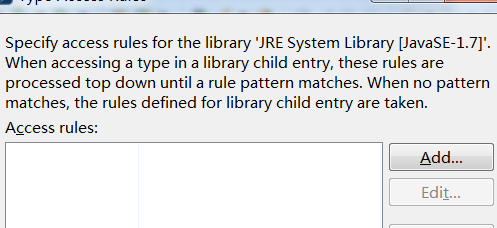 Type Access Rules
Specify access rules for the library 'JRE System Library [JavaSE-1.7]'.
When accessing a type in a library child entry, these rules are
processed top down until a rule pattern matches. When no pattern
matches, the rules defined for library child entry are taken.
Access rules:
Add...
Edit...